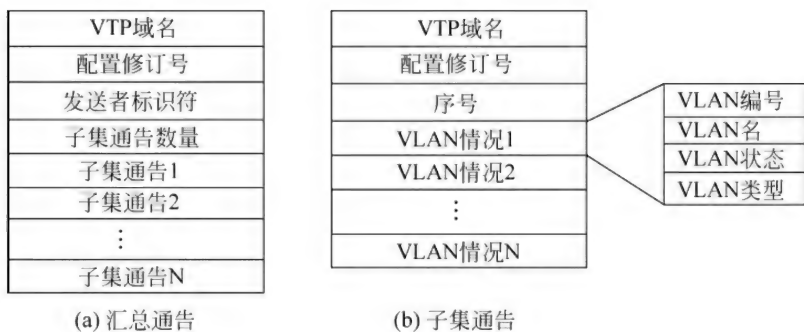 VTP域名
配置修订号
发送者标识符
子集通告数量
子集通告1
子集通告2
⋮
子集通告N
(a) 汇总通告
VTP域名
配置修订号
序号
VLAN情况1
VLAN情况2
⋮
VLAN情况N
(b) 子集通告
VLAN编号
VLAN名
VLAN状态
VLAN类型